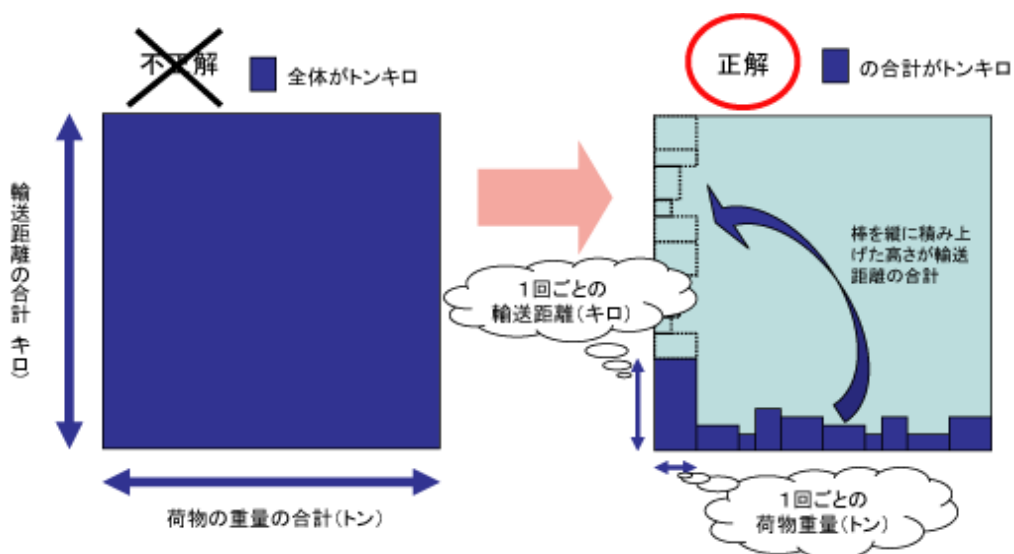 不正解
全体がトンキロ
輸送距離の合計 キロ)
荷物の重量の合計(トン)
正解
の合計がトンキロ
棒を縦に積み上
げた高さが輸送
距離の合計
1回ごとの
輸送距離(キロ)
1回ごとの
荷物重量(トン)